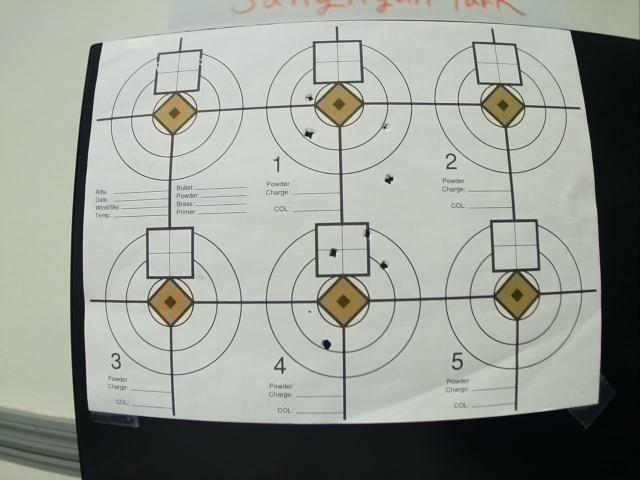 Park
Rifle:
Date:
Wind/Sky:
Temp:
Bullet:
Powder:
Brass:
Primer:
1
Powder
Charge:
COL:
2
Powder
Charge:
COL:
3
Powder
Charge:
COL:
4
Powder
Charge:
COL:
5
Powder
Charge:
COL: